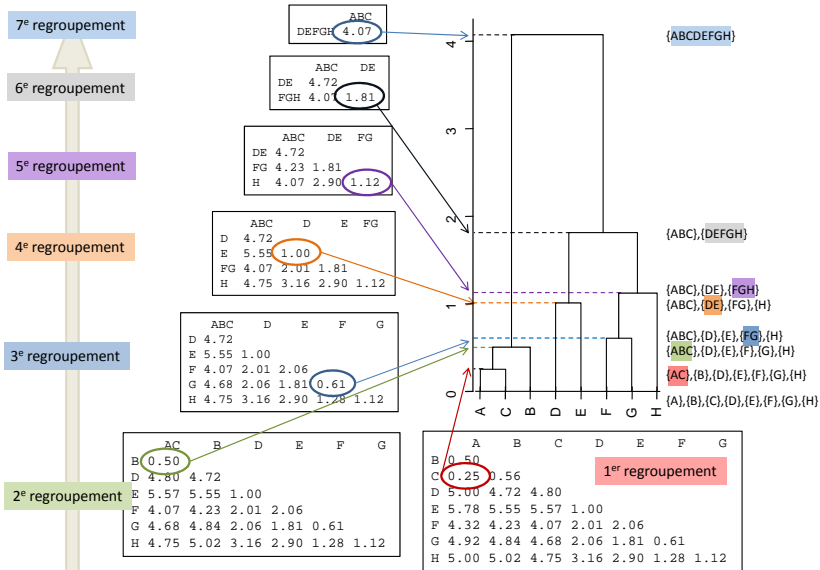 7e regroupement
6e regroupement
5e regroupement
4e regroupement
3e regroupement
2e regroupement
ABC
DEFGH 4.07
ABC DE
DE 4.72
FGH 4.07 1.81
ABC DE FG
DE 4.72
FG 4.23 1.81
H 4.07 2.90 1.12
ABC D E FG
D 4.72
E 5.55 1.00
FG 4.07 2.01 1.81
H 4.75 3.16 2.90 1.12
ABC D E F G
D 4.72
E 5.55 1.00
F 4.07 2.01 2.06
G 4.68 2.06 1.81 0.61
H 4.75 3.16 2.90 1.28 1.12
AC B D E F G
B 0.50
D 4.80 4.72
E 5.57 5.55 1.00
F 4.07 4.23 2.01 2.06
G 4.68 4.84 2.06 1.81 0.61
H 4.75 5.02 3.16 2.90 1.28 1.12
4
3
2
1
0
A C B D E F G H
{ABCDEFGH}
{ABC},{DEFGH}
{ABC},{DE},{FGH}
{ABC},{DE},{FG},{H}
{ABC},{D},{E},{FG},{H}
{ABC},{D},{E},{F},{G},{H}
{AC},{B},{D},{E},{F},{G},{H}
{A},{B},{C},{D},{E},{F},{G},{H}
A B C D E F G
B 0.50
C 0.25 0.56
D 5.00 4.72 4.80
E 5.78 5.55 5.57 1.00
F 4.32 4.23 4.07 2.01 2.06
G 4.92 4.84 4.68 2.06 1.81 0.61
H 5.00 5.02 4.75 3.16 2.90 1.28 1.12
1er regroupement